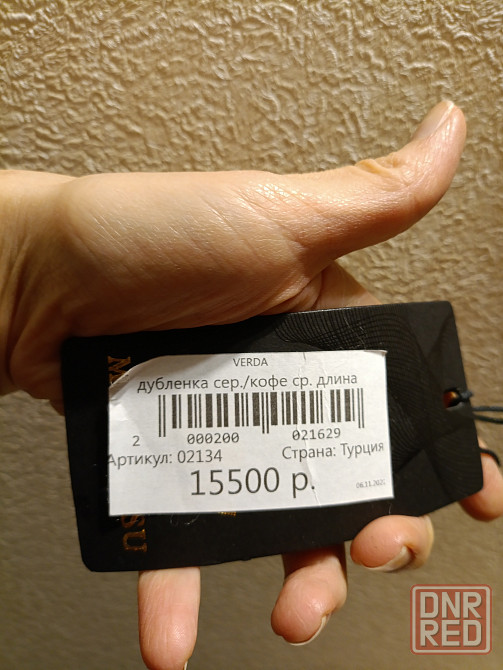 VERDA
дубленка сер./кофе ср. длина
2 000200 021629
Артикул: 02134 Страна: Турция
15500 р.
DNR
RED